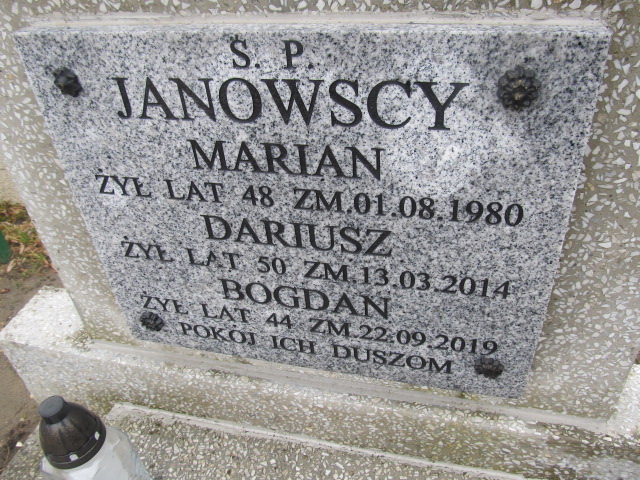 Ś. P.
JANOWSCY
MARIAN
ŻYŁ LAT 48 ZM.01.08.1980
DARIUSZ
ŻYŁ LAT 50 ZM.13.03.2014
BOGDAN
ŻYŁ LAT 44 ZM.22.09.2019
POKÓJ ICH DUSZOM